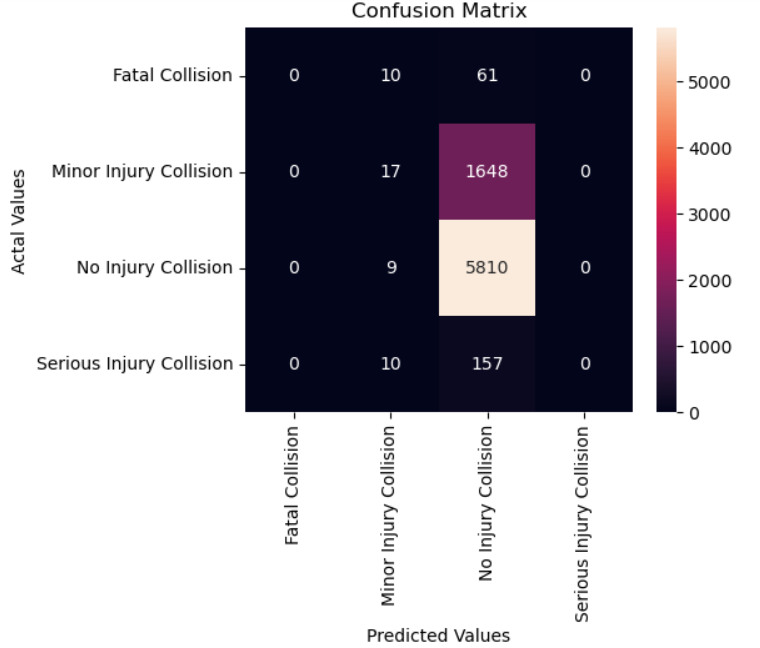 Confusion Matrix
Actal Values
Fatal Collision 0 10 61 0
Minor Injury Collision 0 17 1648 0
No Injury Collision 0 9 5810 0
Serious Injury Collision 0 10 157 0
Fatal Collision
Minor Injury Collision
No Injury Collision
Serious Injury Collision
Predicted Values
5000
4000
3000
2000
1000
0